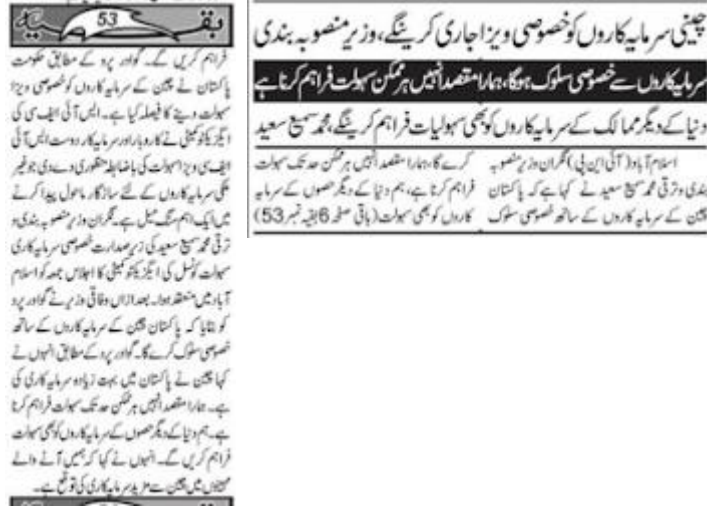 چینی سرمایہ کاروں کو خصوصی ویزا جاری کرینگے، وزیر منصوبہ بندی
سرمایہ کاروں سے خصوصی سلوک ہوگا، ہمارا مقصد انہیں ہر ممکن سہولت فراہم کرنا ہے
دنیا کے دیگر ممالک کے سرمایہ کاروں کو بھی سہولیات فراہم کرینگے، محمد سمیع سعید
اسلام آباد (آئی این پی) نگران وزیر منصوبہ
بندی و ترقی محمد سمیع سعید نے کہا ہے کہ پاکستان
چین کے سرمایہ کاروں کے ساتھ خصوصی سلوک
کرے گا، ہمارا مقصد انہیں ہر ممکن حد تک سہولت
فراہم کرنا ہے، ہم دنیا کے دیگر حصوں کے سرمایہ
کاروں کو بھی سہولت (باقی صفحہ 6 بقیہ نمبر 53)
بقیہ 53
فراہم کریں گے۔ گوادر پرو کے مطابق حکومت
پاکستان نے چین کے سرمایہ کاروں کو خصوصی ویزا
سہولت دینے کا فیصلہ کیا ہے۔ ایس آئی ایف سی کی
ایگزیکٹو کمیٹی نے کاروبار اور سرمایہ کار دوست ایس آئی
ایف سی ویزا سہولت کی باضابطہ منظوری دے دی جو غیر
ملکی سرمایہ کاروں کے لئے سازگار ماحول پیدا کرنے
میں ایک اہم سنگ میل ہے۔ نگران وزیر منصوبہ بندی و
ترقی محمد سمیع سعید کی زیر صدارت خصوصی سرمایہ کاری
سہولت کونسل کی ایگزیکٹو کمیٹی کا اجلاس جمعہ کو اسلام
آباد میں منعقد ہوا۔ بعد ازاں وفاقی وزیر نے گوادر پرو
کو بتایا کہ پاکستان چین کے سرمایہ کاروں کے ساتھ
خصوصی سلوک کرے گا۔ گوادر پرو کے مطابق انہوں نے
کہا چین نے پاکستان میں بہت زیادہ سرمایہ کاری کی
ہے۔ ہمارا مقصد انہیں ہر ممکن حد تک سہولت فراہم کرنا
ہے۔ ہم دنیا کے دیگر حصوں کے سرمایہ کاروں کو بھی سہولت
فراہم کریں گے۔ انہوں نے کہا کہ ہمیں آنے والے
مہینوں میں چین سے مزید سرمایہ کاری کی توقع ہے۔